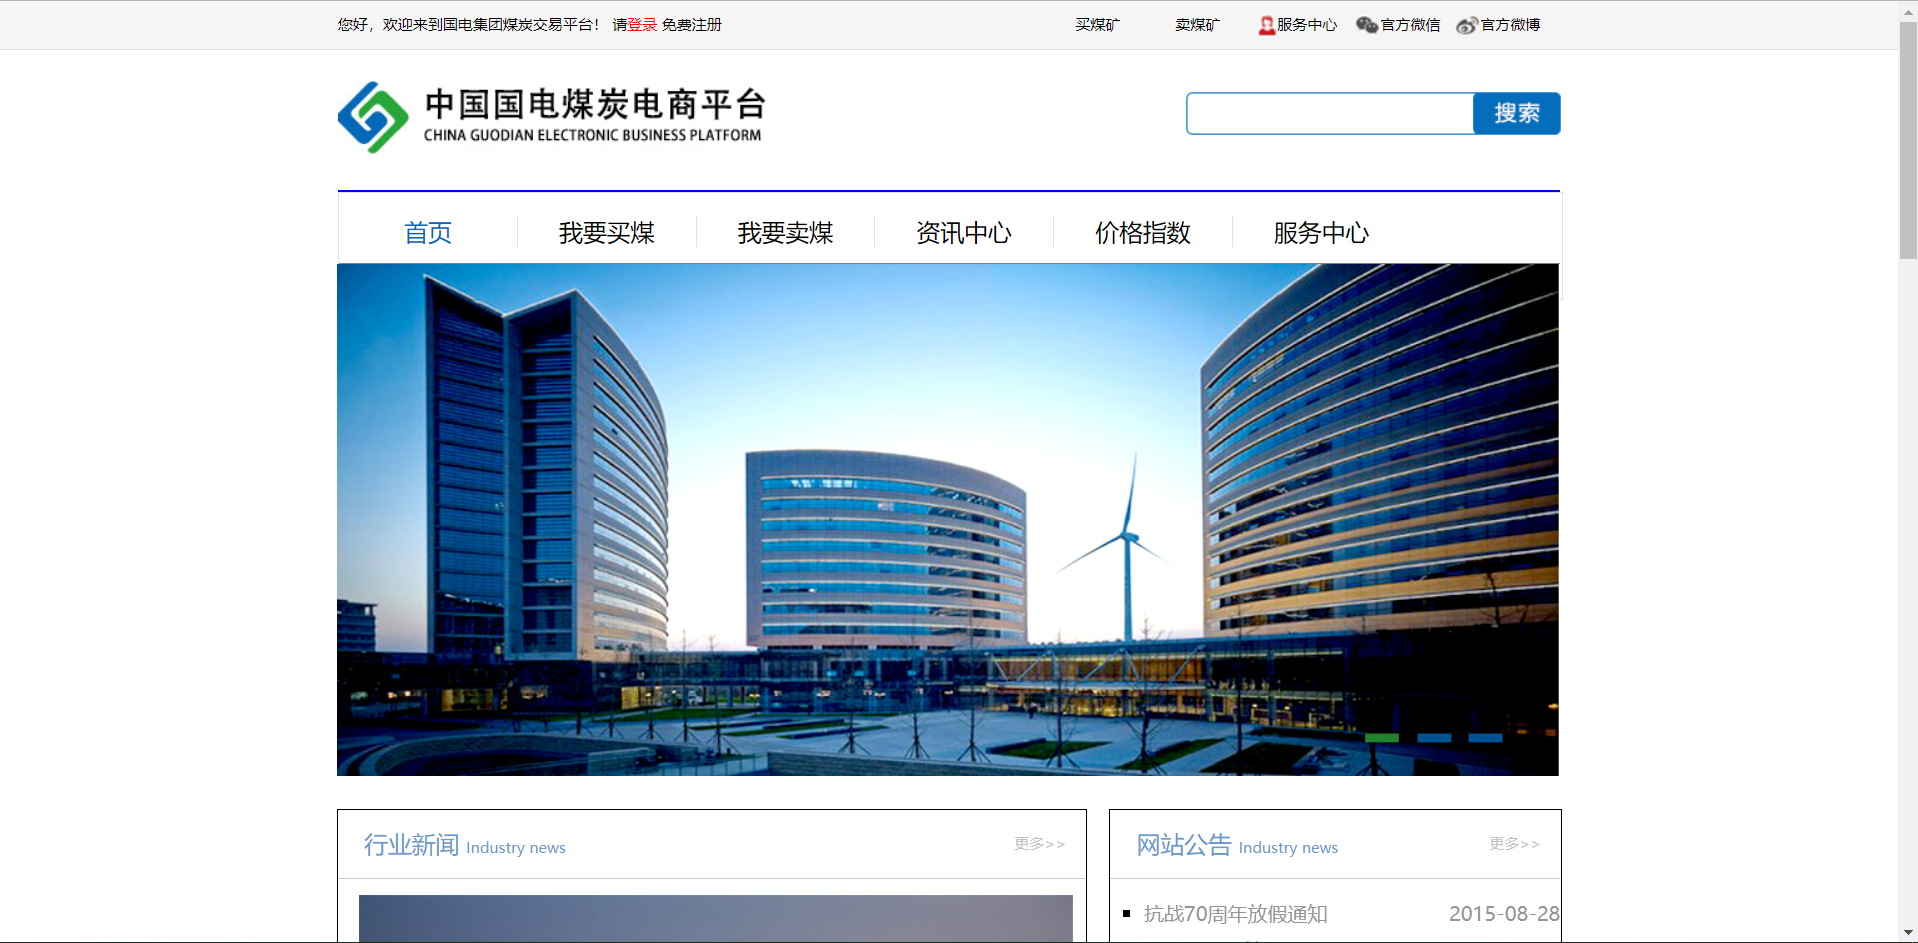 您好，欢迎来到国电集团煤炭交易平台！ 请登录 免费注册
买煤矿 卖煤矿 服务中心 官方微信 官方微博
中国国电煤炭电商平台
CHINA GUODIAN ELECTRONIC BUSINESS PLATFORM
搜索
首页 我要买煤 我要卖煤 资讯中心 价格指数 服务中心
行业新闻 Industry news 更多>>
网站公告 Industry news 更多>>
抗战70周年放假通知 2015-08-28